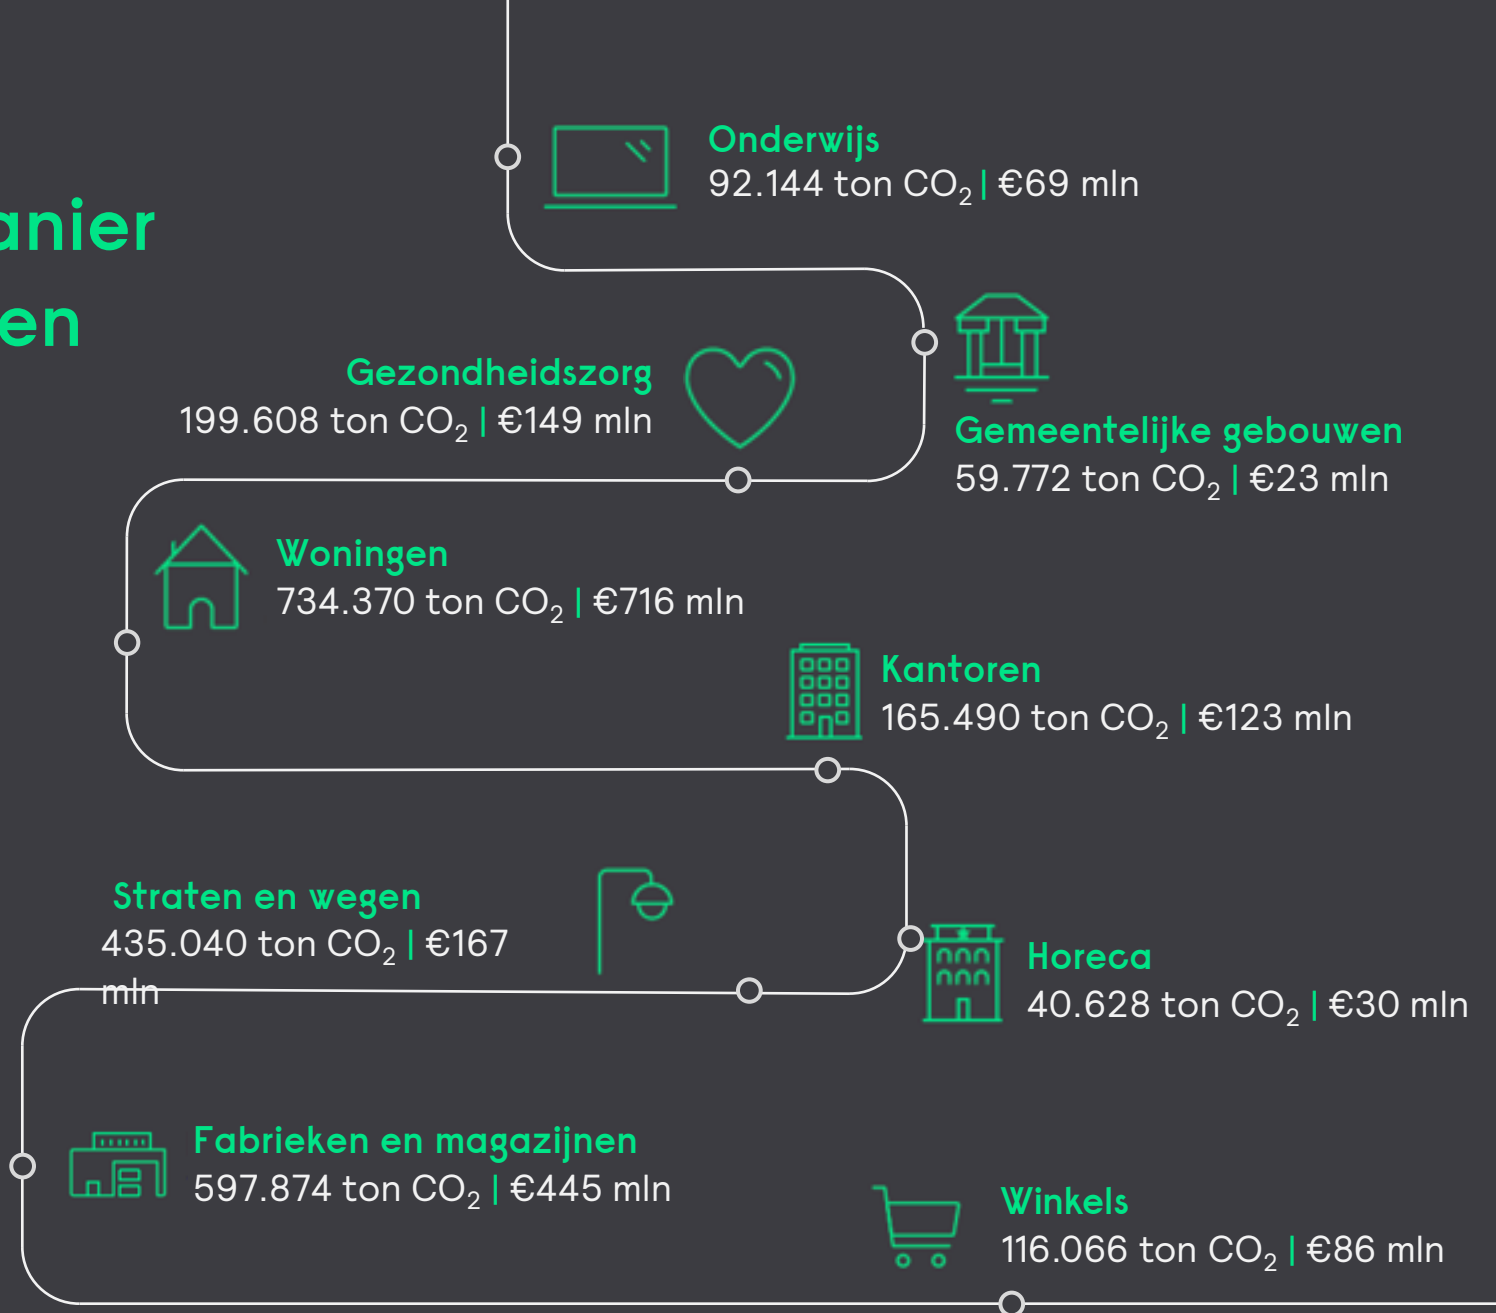 Onderwijs
92.144 ton CO₂ | €69 mln
anier
en
Gezondheidszorg
199.608 ton CO₂ | €149 mln
Gemeentelijke gebouwen
59.772 ton CO₂ | €23 mln
Woningen
734.370 ton CO₂ | €716 mln
Kantoren
165.490 ton CO₂ | €123 mln
Straten en wegen
435.040 ton CO₂ | €167
mln
Horeca
40.628 ton CO₂ | €30 mln
Fabrieken en magazijnen
597.874 ton CO₂ | €445 mln
Winkels
116.066 ton CO₂ | €86 mln